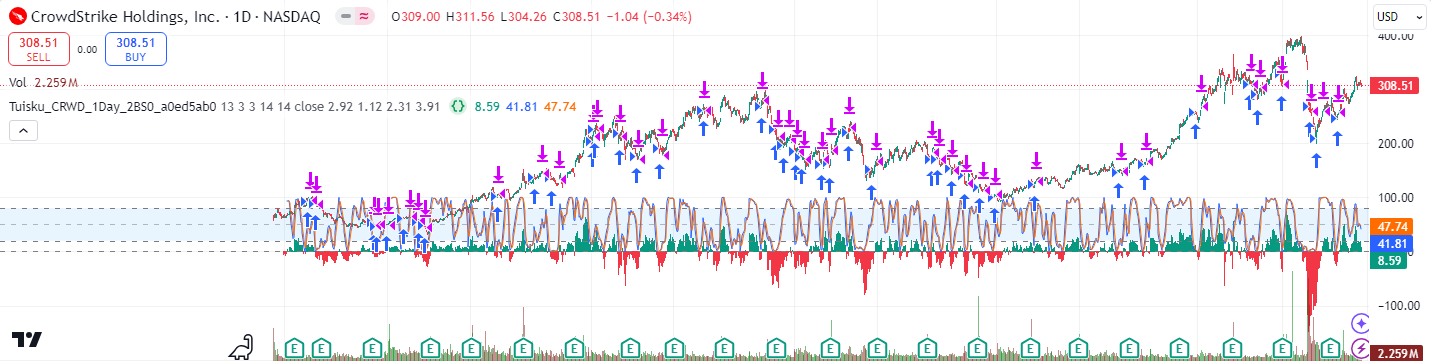 CrowdStrike Holdings, Inc. · 1D · NASDAQ
O309.00 H311.56 L304.26 C308.51 −1.04 (−0.34%)
USD
308.51
SELL
0.00
308.51
BUY
Vol 2.259 M
Tuisku_CRWD_1Day_2BS0_a0ed5ab0 13 3 3 14 14 close 2.92 1.12 2.31 3.91 {} 8.59 41.81 47.74
400.00
308.51
200.00
100.00
47.74
41.81
8.59
−100.00
2.259 M
E E E E E E E E E E E E E E E E E E E E E E